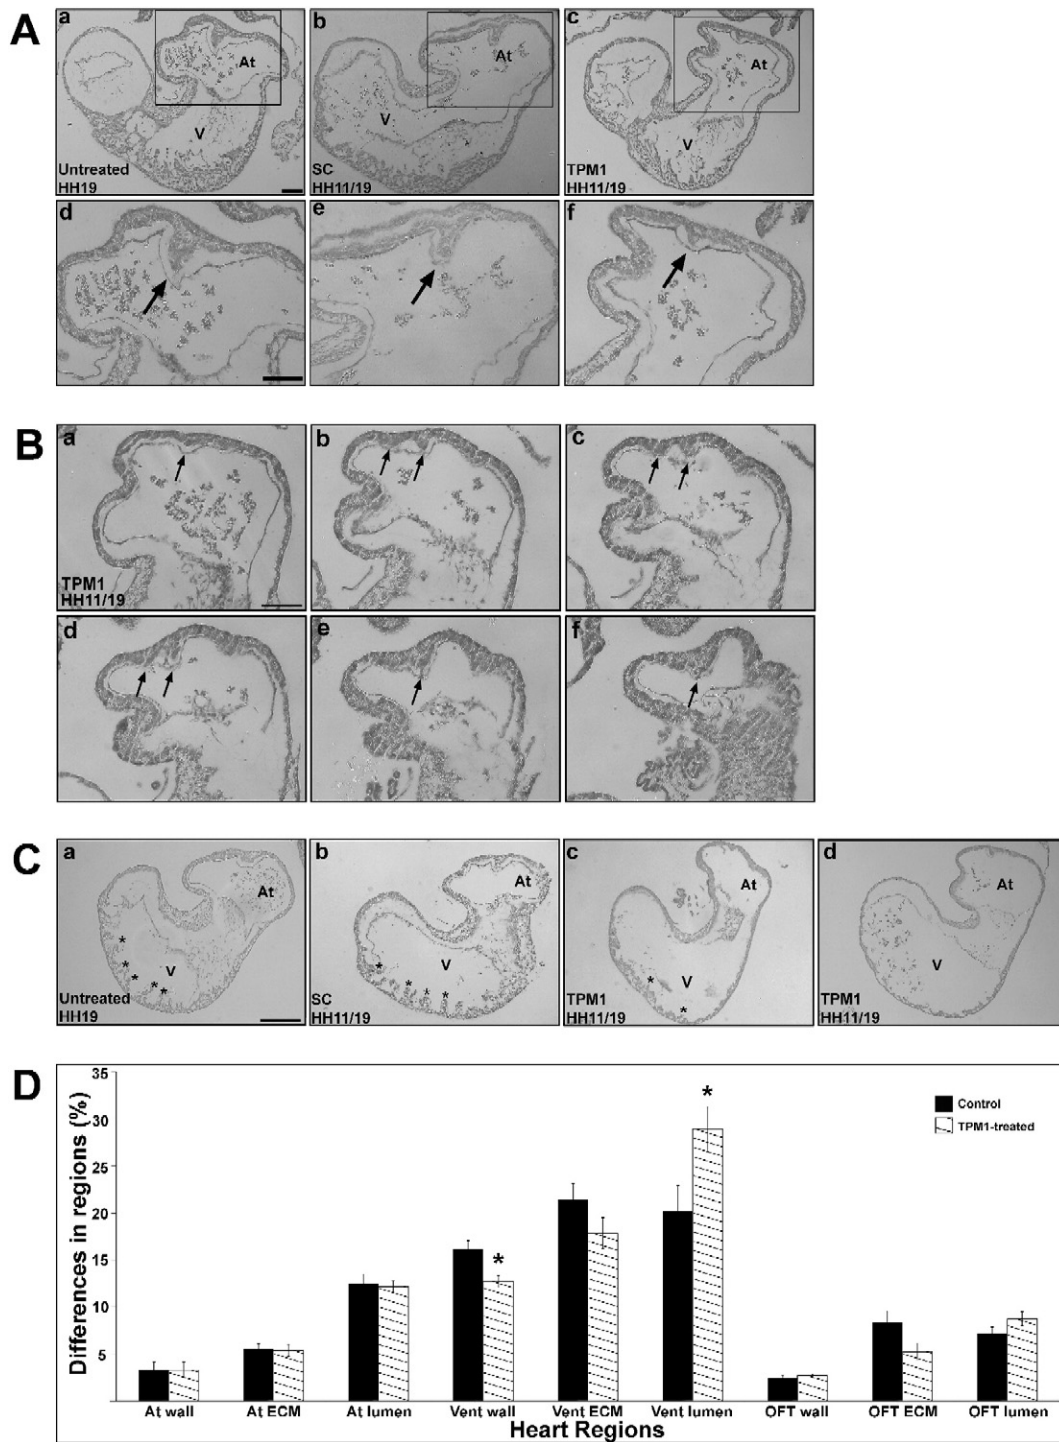 A
a
At
V
Untreated
HH19
b
At
V
SC
HH11/19
c
At
V
TPM1
HH11/19
d
e
f
B
a
TPM1
HH11/19
b
c
d
e
f
C
a
At
* * * * *
V
Untreated
HH19
b
At
V
* * * *
SC
HH11/19
c
At
V
* *
TPM1
HH11/19
d
At
V
TPM1
HH11/19
D
Differences in regions (%)
35
30
25
20
15
10
5
*
*
Control
TPM1-treated
At wall At ECM At lumen Vent wall Vent ECM Vent lumen OFT wall OFT ECM OFT lumen
Heart Regions